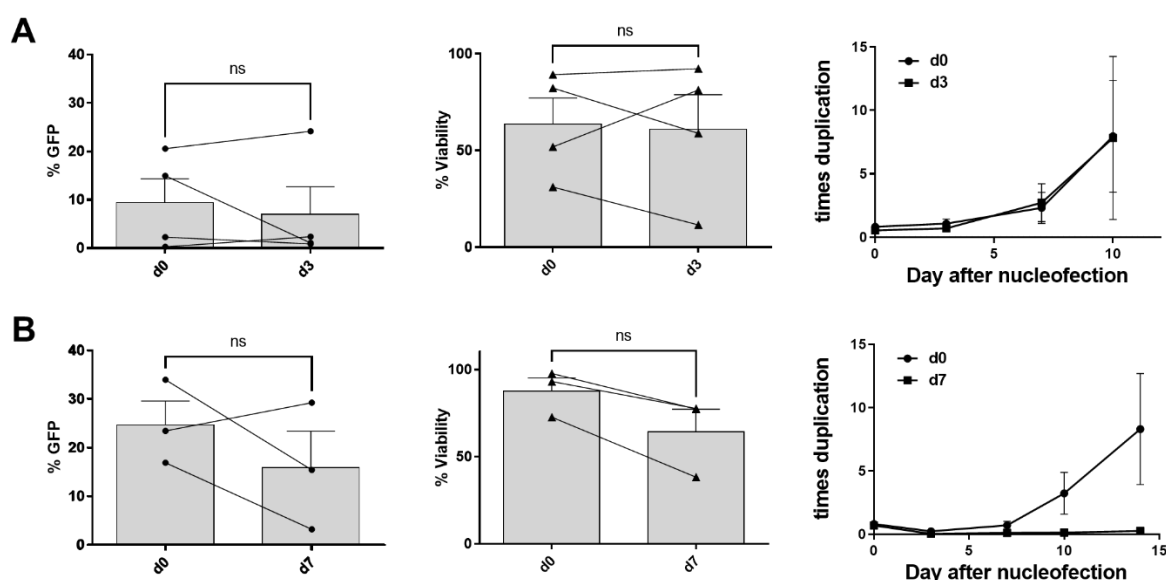 A
ns
40
30
20
10
0
% GFP
d0
d3
ns
100
50
0
% Viability
d0
d3
15
10
5
0
times duplication
d0
d3
0
5
10
Day after nucleofection
B
ns
40
30
20
10
0
% GFP
d0
d7
ns
100
50
0
% Viability
d0
d7
15
10
5
0
times duplication
d0
d7
0
5
10
15
Day after nucleofection